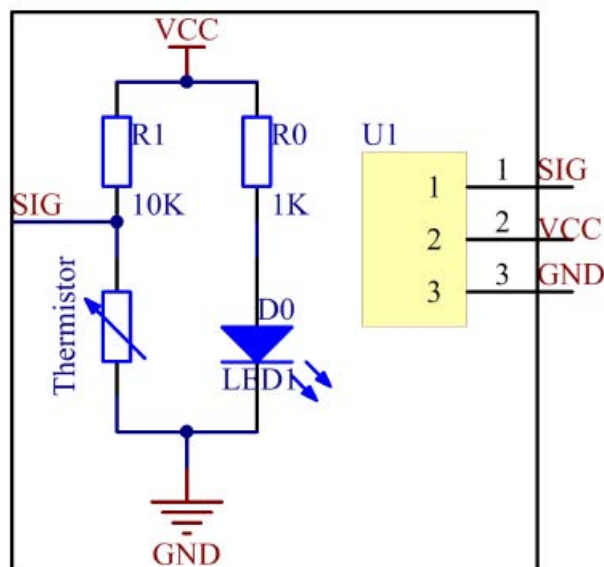 VCC
R1
R0
U1
SIG
10K
1K
1
1
SIG
2
2
VCC
3
3
GND
Thermistor
D0
LED1
GND